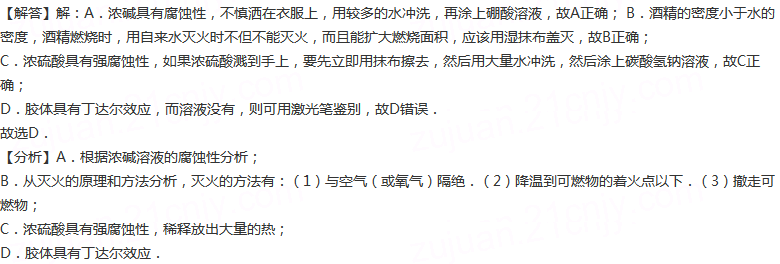 【解答】解：A．浓碱具有腐蚀性，不慎洒在衣服上，用较多的水冲洗，再涂上硼酸溶液，故A正确； B．酒精的密度小于水的
密度，酒精燃烧时，用自来水灭火时不但不能灭火，而且能扩大燃烧面积，应该用湿抹布盖灭，故B正确；
C．浓硫酸具有强腐蚀性，如果浓硫酸溅到手上，要先立即用抹布擦去，然后用大量水冲洗，然后涂上碳酸氢钠溶液，故C正
确；
D．胶体具有丁达尔效应，而溶液没有，则可用激光笔鉴别，故D错误．
故选D．
【分析】A．根据浓碱溶液的腐蚀性分析；
B．从灭火的原理和方法分析，灭火的方法有：（1）与空气（或氧气）隔绝．（2）降温到可燃物的着火点以下．（3）撤走可
燃物；
C．浓硫酸具有强腐蚀性，稀释放出大量的热；
D．胶体具有丁达尔效应．